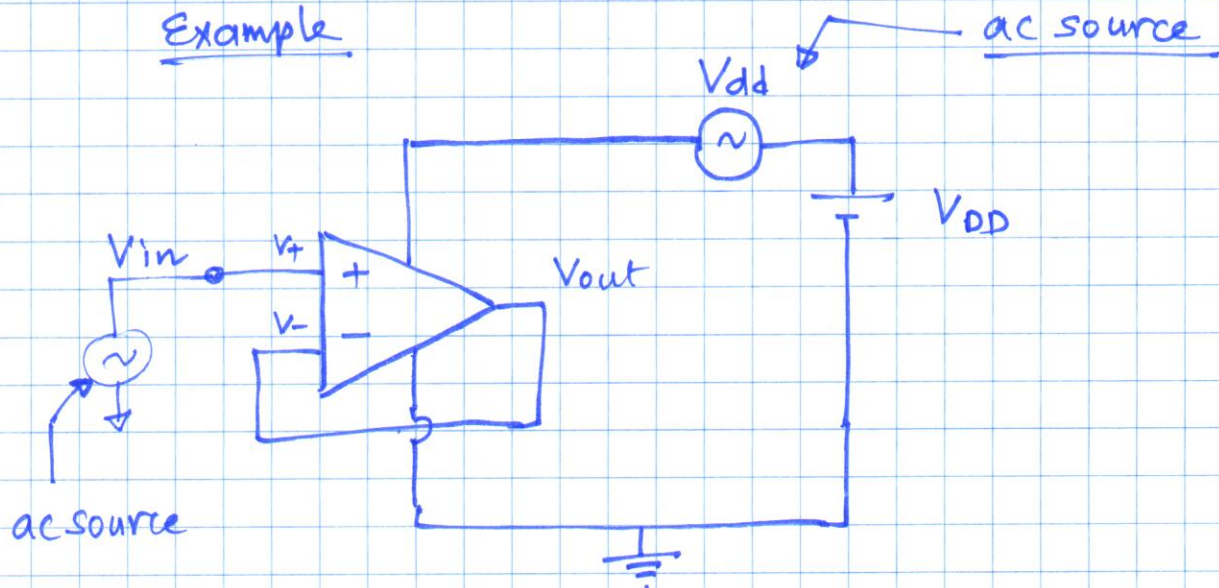 Example
ac source
Vdd
VDD
Vin
V+
+
Vout
V-
-
ac source